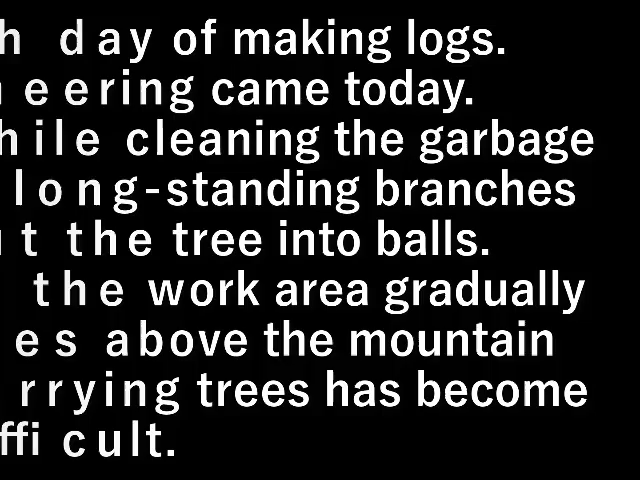 h day of making logs.
eering came today.
hile cleaning the garbage
long-standing branches
t the tree into balls.
the work area gradually
es above the mountain
rrying trees has become
ffi cult.